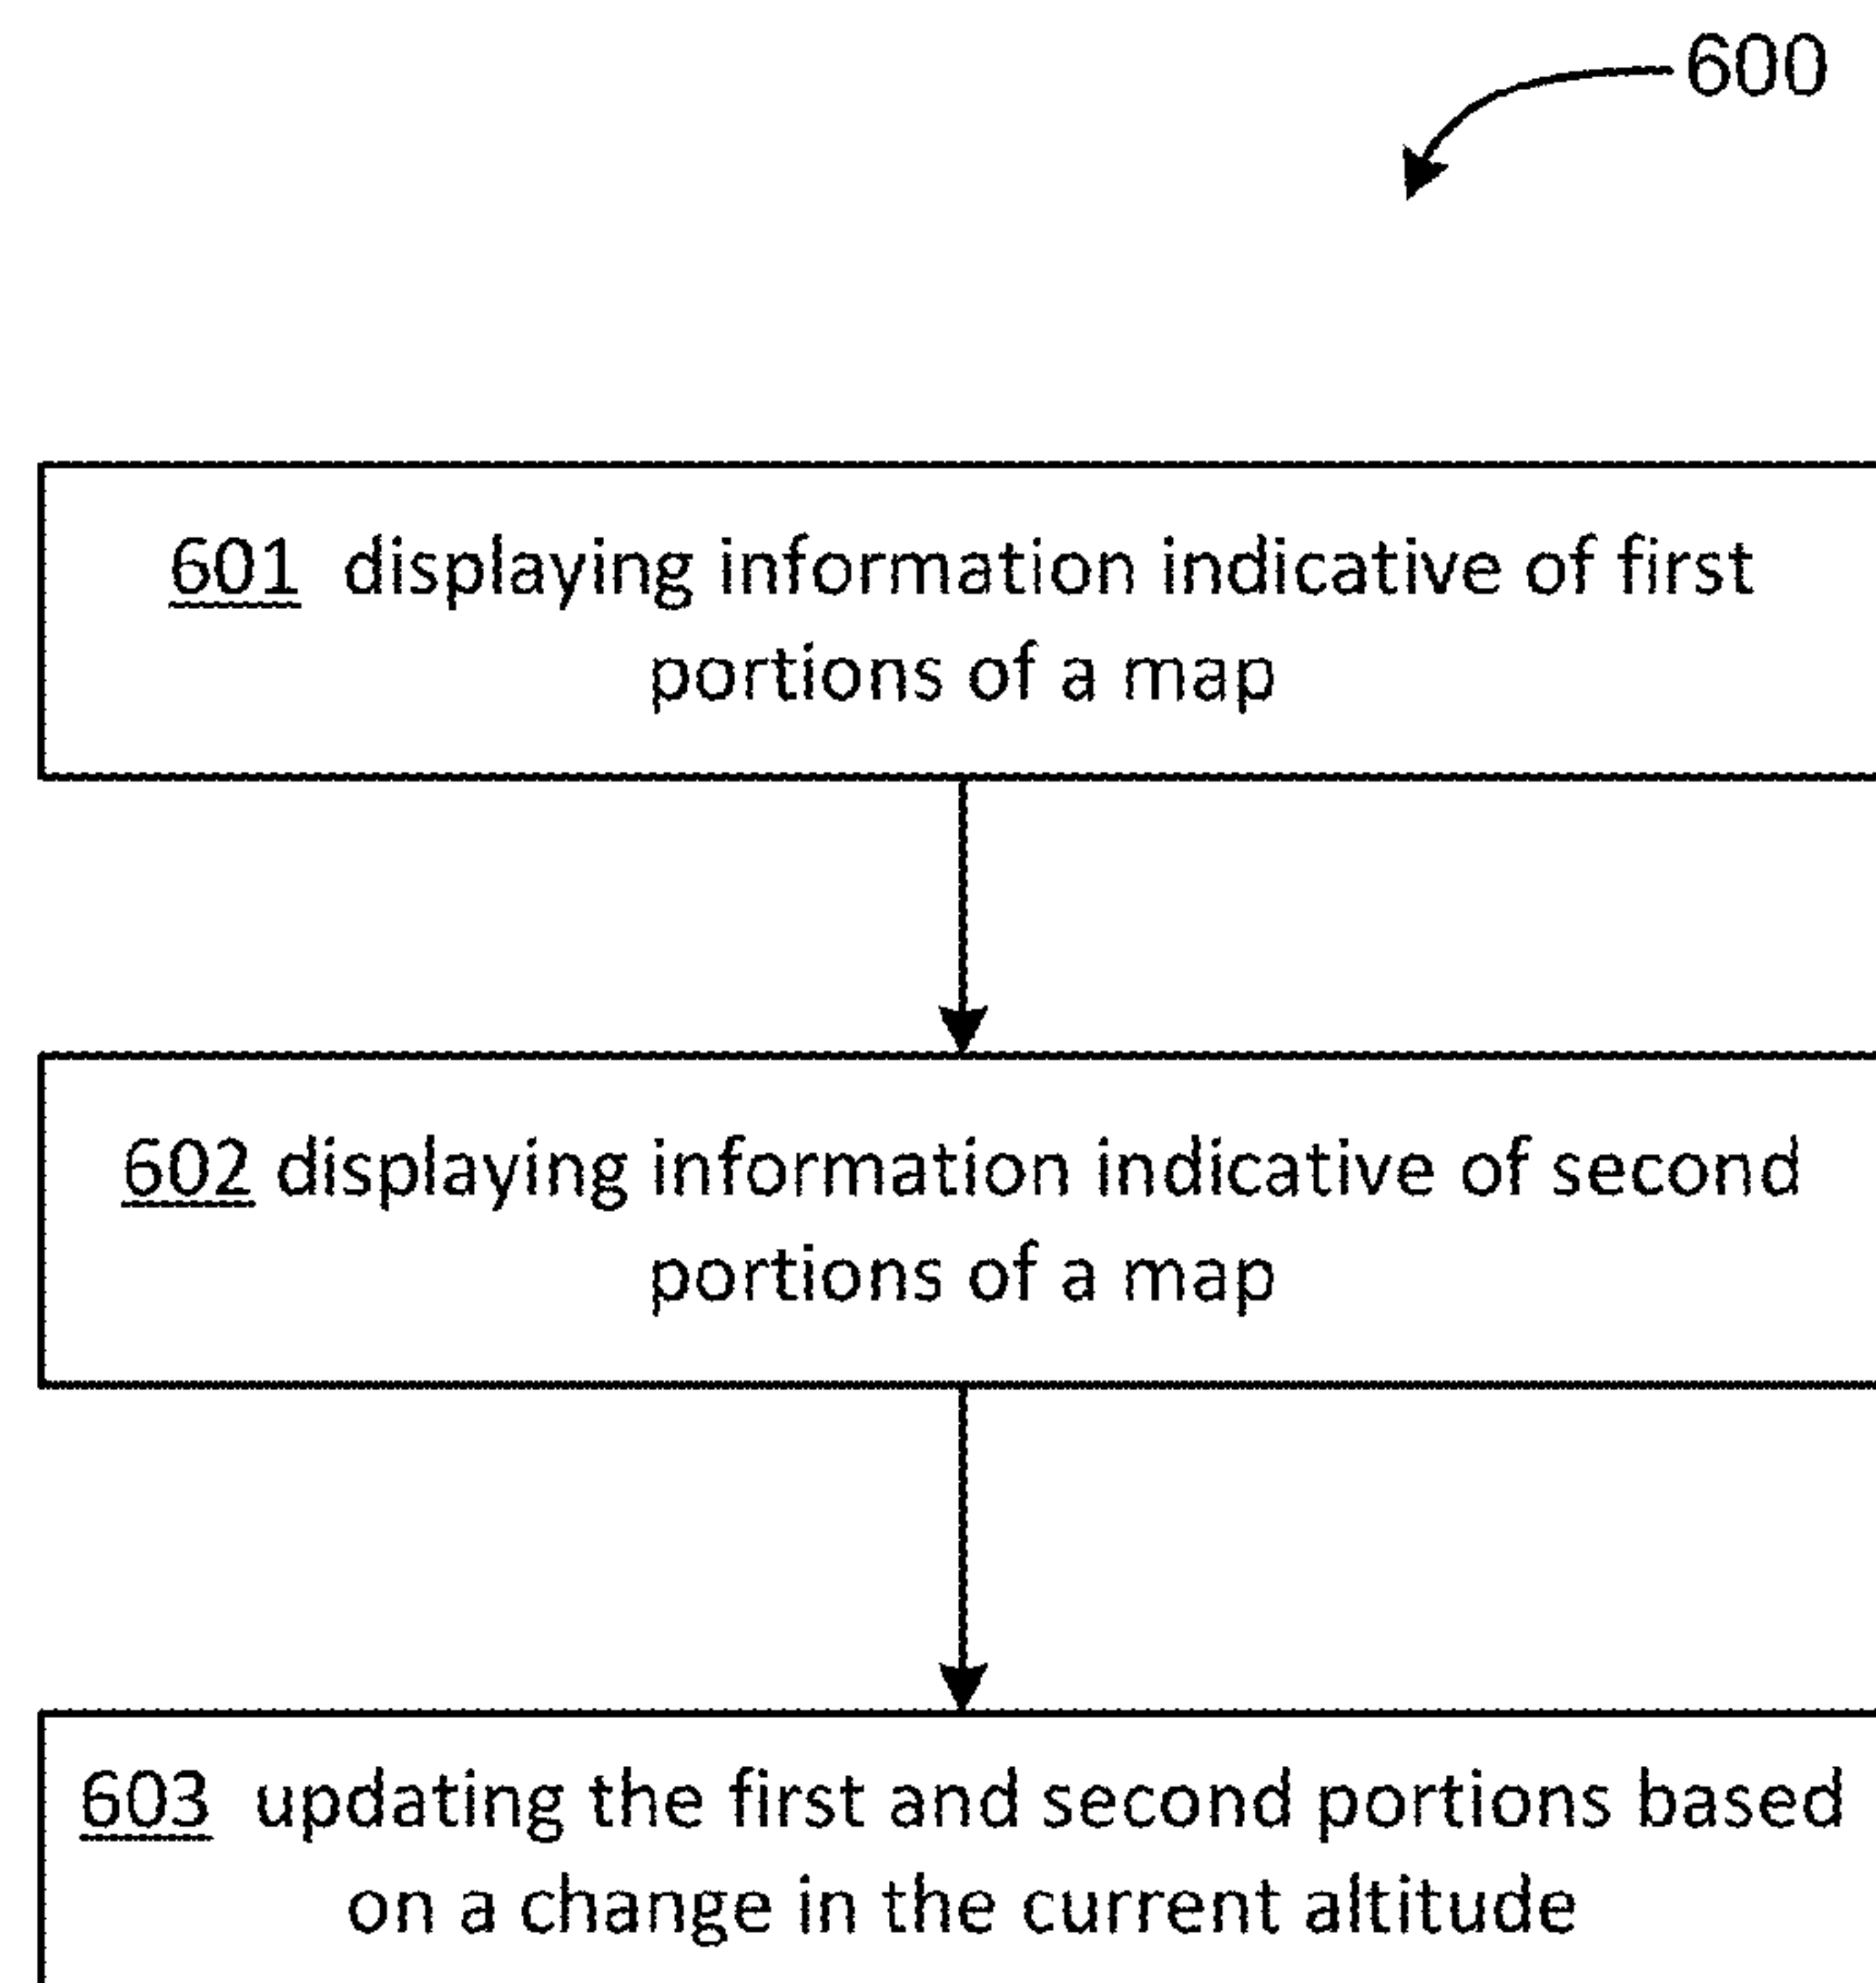 600
601 displaying information indicative of first
portions of a map
602 displaying information indicative of second
portions of a map
603 updating the first and second portions based
on a change in the current altitude